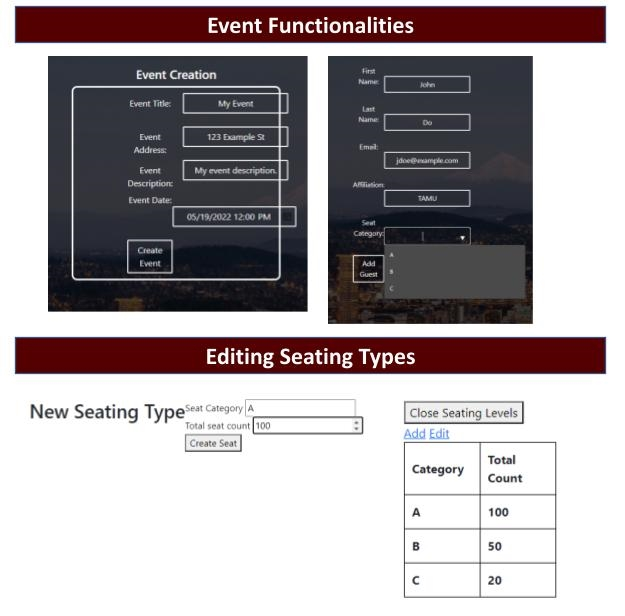 Event Functionalities
Event Creation
Event Title:
My Event
Event
Address:
123 Example St
Event
Description:
My event description.
Event Date:
05/19/2022 12:00 PM
Create
Event
First
Name:
John
Last
Name:
Do
Email:
jdoe@example.com
Affiliation:
TAMU
Seat
Category:
A
B
C
Add
Guest
Editing Seating Types
New Seating Type
Seat Category A
Total seat count 100
Create Seat
Close Seating Levels
Add Edit
Category
Total
Count
A 100
B 50
C 20